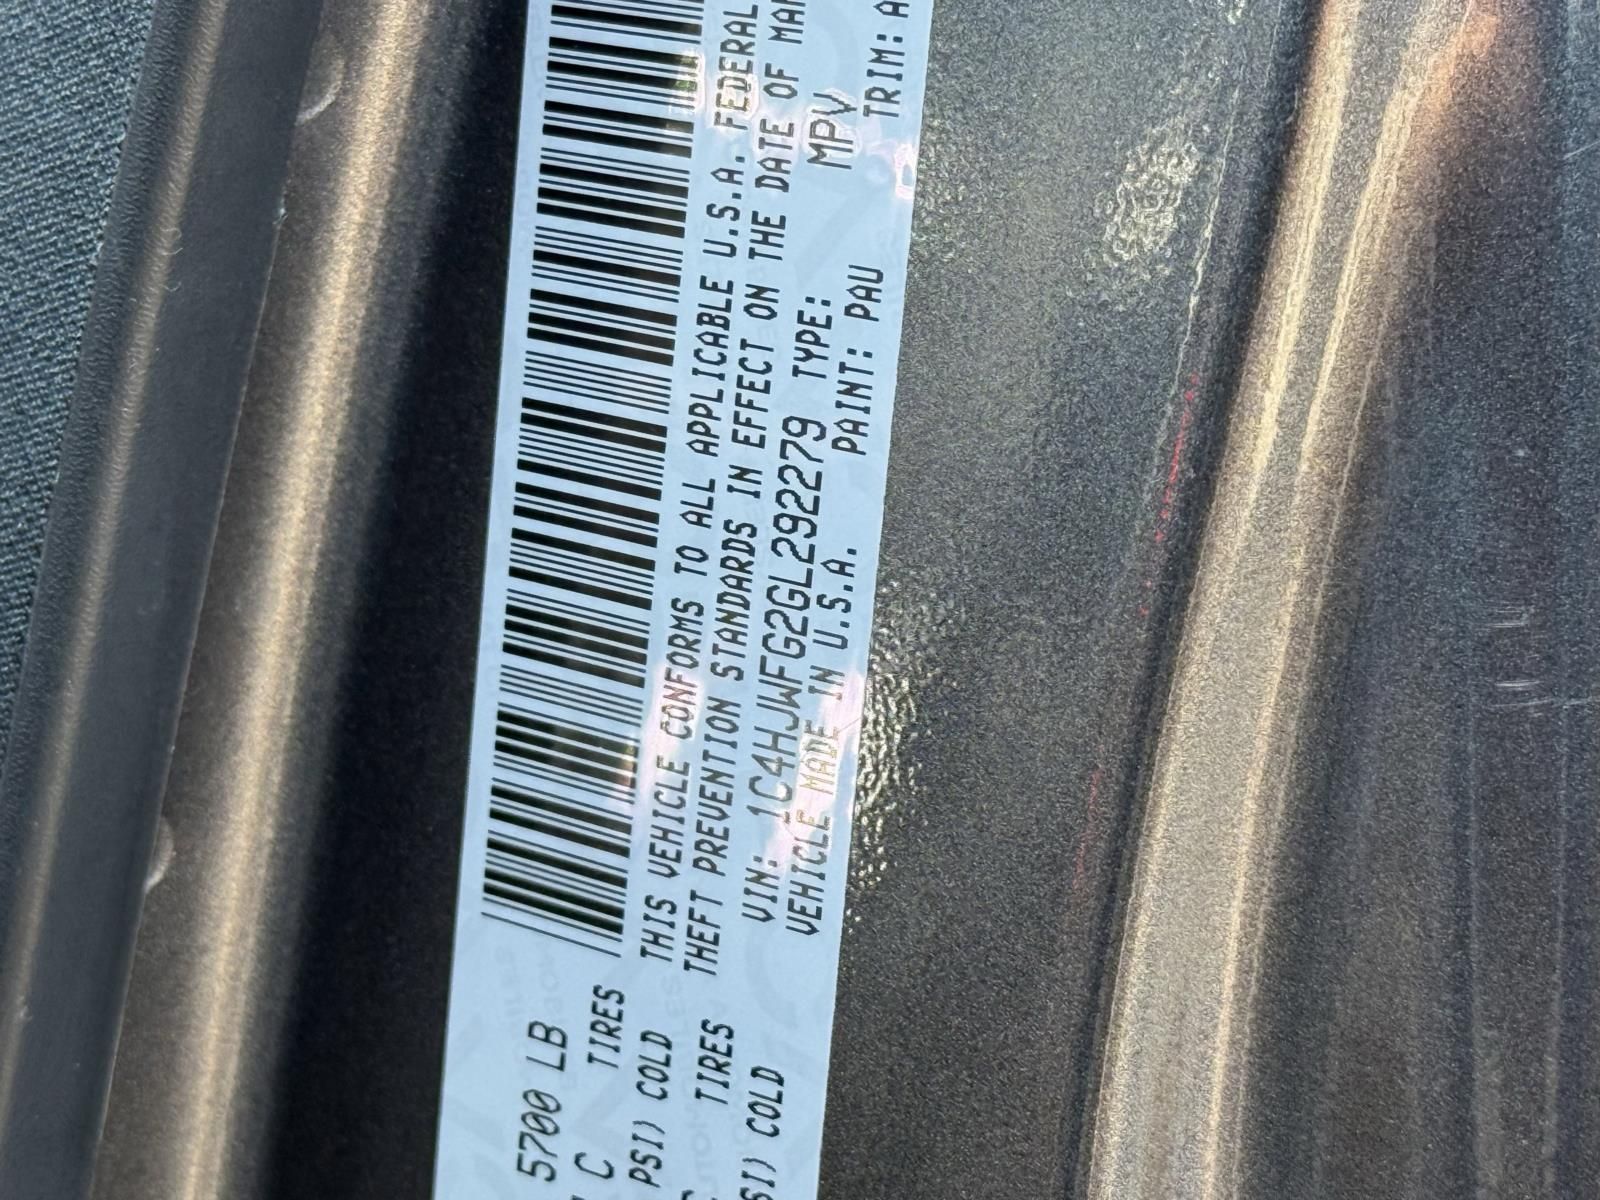 5700 LB
C TIRES
PSI) COLD
TIRES
SI) COLD
THIS VEHICLE CONFORMS TO ALL APPLICABLE U.S.A. FEDERAL
THEFT PREVENTION STANDARDS IN EFFECT ON THE DATE OF MAN
VIN: 1C4HJWFG2GL292279 TYPE: MPV
VEHICLE MADE IN U.S.A. PAINT: PAU TRIM: A